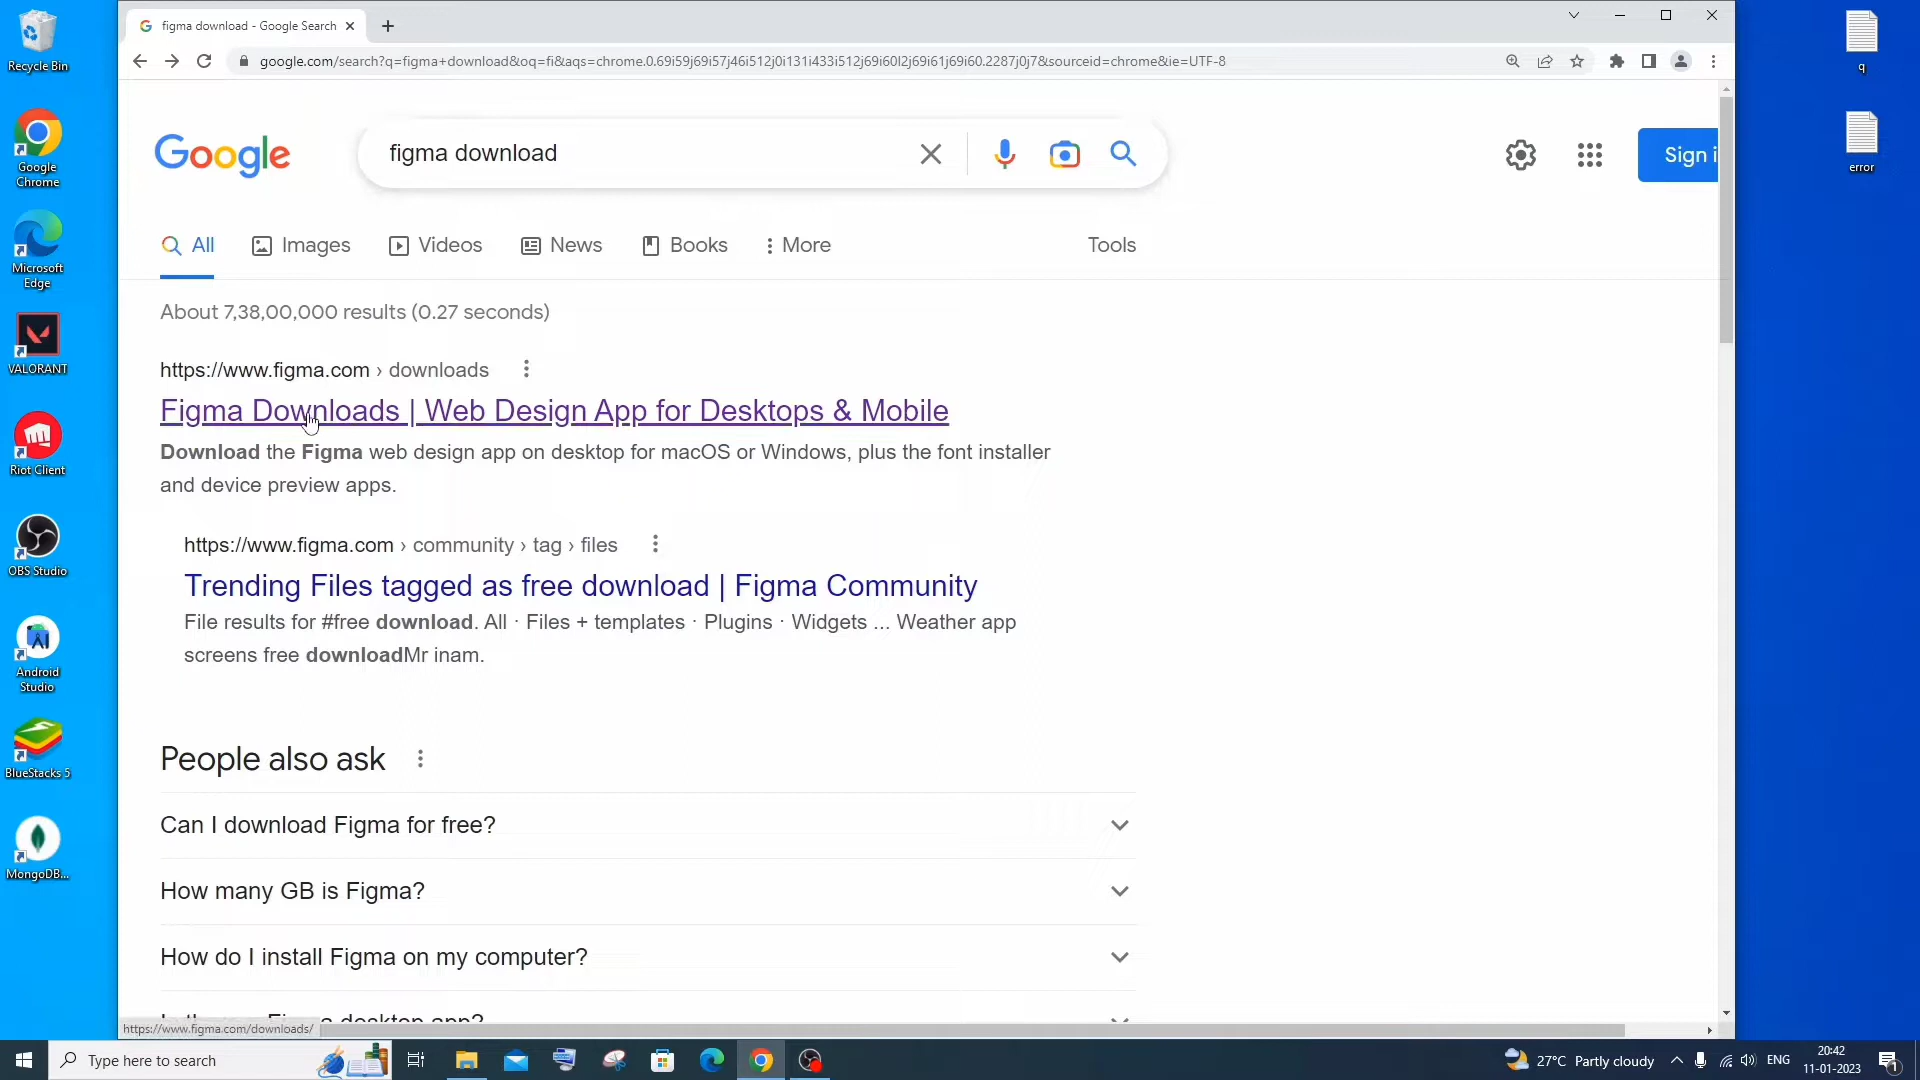 figma download - Google Search
google.com/search?q=figma+download&oq=fi&aqs=chrome.0.69i59j69i57j46i512j0i131i433i512j69i60l2j69i61j69i60.2287j0j7&sourceid=chrome&ie=UTF-8
Google
figma download
Sign i
All
Images
Videos
News
Books
More
Tools
About 7,38,00,000 results (0.27 seconds)
https://www.figma.com › downloads
Figma Downloads | Web Design App for Desktops & Mobile
Download the Figma web design app on desktop for macOS or Windows, plus the font installer
and device preview apps.
https://www.figma.com › community › tag › files
Trending Files tagged as free download | Figma Community
File results for #free download. All · Files + templates · Plugins · Widgets ... Weather app
screens free downloadMr inam.
People also ask
Can I download Figma for free?
How many GB is Figma?
How do I install Figma on my computer?
Is there a Figma desktop app?
https://www.figma.com/downloads/
Recycle Bin
Google
Chrome
Microsoft
Edge
VALORANT
Riot Client
OBS Studio
Android
Studio
BlueStacks 5
MongoDB...
q
error
Type here to search
27°C Partly cloudy
ENG
20:42
11-01-2023
1